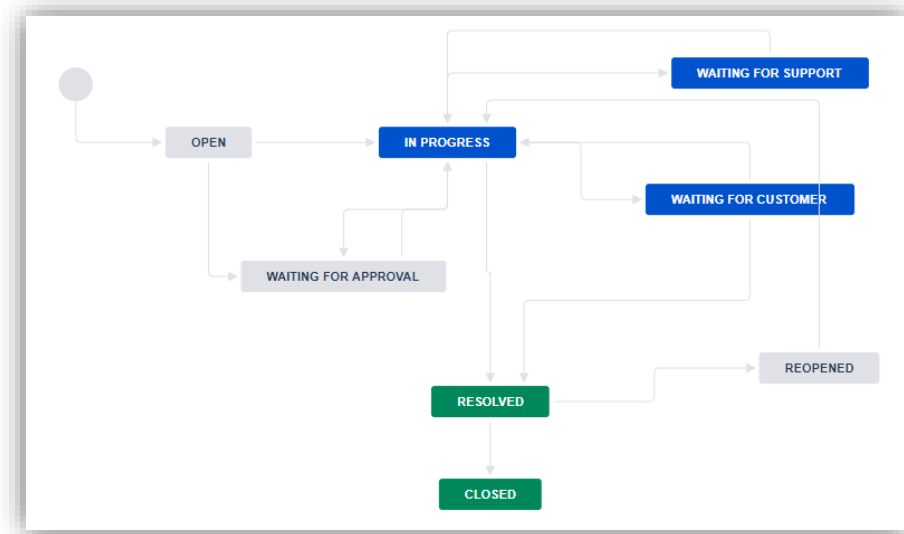 WAITING FOR SUPPORT
OPEN
IN PROGRESS
WAITING FOR CUSTOMER
WAITING FOR APPROVAL
REOPENED
RESOLVED
CLOSED